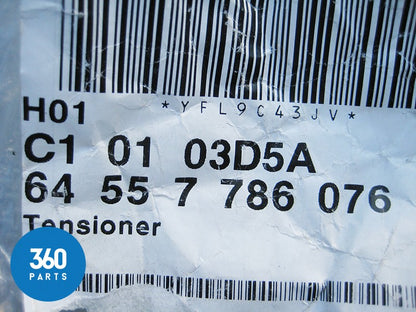 *YFL9C43JV*
H01
C1 01 03D5A
64 55 7 786 076
Tensioner
360
PARTS